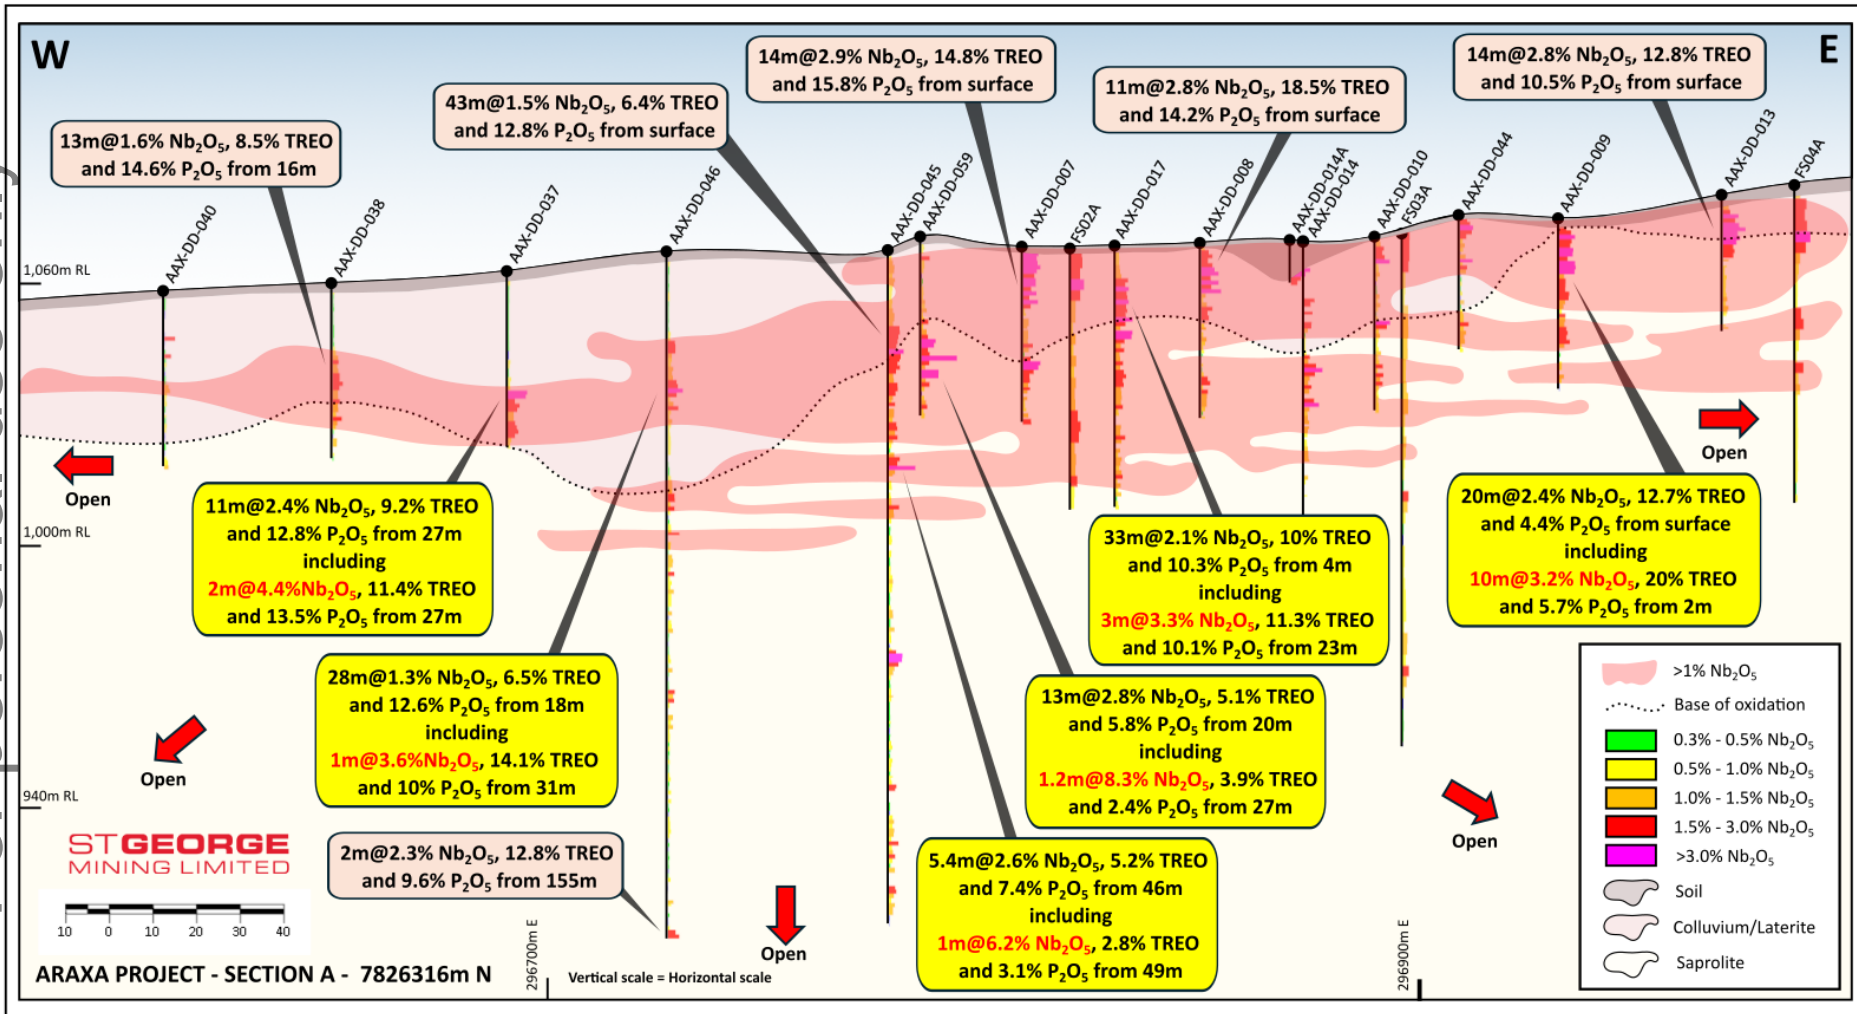 W
E
14m@2.9% Nb₂O₅, 14.8% TREO
and 15.8% P₂O₅ from surface
14m@2.8% Nb₂O₅, 12.8% TREO
and 10.5% P₂O₅ from surface
43m@1.5% Nb₂O₅, 6.4% TREO
and 12.8% P₂O₅ from surface
11m@2.8% Nb₂O₅, 18.5% TREO
and 14.2% P₂O₅ from surface
13m@1.6% Nb₂O₅, 8.5% TREO
and 14.6% P₂O₅ from 16m
AAX-DD-040
AAX-DD-038
AAX-DD-037
AAX-DD-046
AAX-DD-045
AAX-DD-059
AAX-DD-007
FS02A
AAX-DD-017
AAX-DD-008
AAX-DD-014A
AAX-DD-014
AAX-DD-010
FS03A
AAX-DD-044
AAX-DD-009
AAX-DD-013
FS04A
1,060m RL
1,000m RL
940m RL
Open
Open
Open
Open
Open
11m@2.4% Nb₂O₅, 9.2% TREO
and 12.8% P₂O₅ from 27m
including
2m@4.4%Nb₂O₅, 11.4% TREO
and 13.5% P₂O₅ from 27m
28m@1.3% Nb₂O₅, 6.5% TREO
and 12.6% P₂O₅ from 18m
including
1m@3.6%Nb₂O₅, 14.1% TREO
and 10% P₂O₅ from 31m
2m@2.3% Nb₂O₅, 12.8% TREO
and 9.6% P₂O₅ from 155m
33m@2.1% Nb₂O₅, 10% TREO
and 10.3% P₂O₅ from 4m
including
3m@3.3% Nb₂O₅, 11.3% TREO
and 10.1% P₂O₅ from 23m
13m@2.8% Nb₂O₅, 5.1% TREO
and 5.8% P₂O₅ from 20m
including
1.2m@8.3% Nb₂O₅, 3.9% TREO
and 2.4% P₂O₅ from 27m
5.4m@2.6% Nb₂O₅, 5.2% TREO
and 7.4% P₂O₅ from 46m
including
1m@6.2% Nb₂O₅, 2.8% TREO
and 3.1% P₂O₅ from 49m
20m@2.4% Nb₂O₅, 12.7% TREO
and 4.4% P₂O₅ from surface
including
10m@3.2% Nb₂O₅, 20% TREO
and 5.7% P₂O₅ from 2m
>1% Nb₂O₅
Base of oxidation
0.3% - 0.5% Nb₂O₅
0.5% - 1.0% Nb₂O₅
1.0% - 1.5% Nb₂O₅
1.5% - 3.0% Nb₂O₅
>3.0% Nb₂O₅
Soil
Colluvium/Laterite
Saprolite
STGEORGE
MINING LIMITED
10 0 10 20 30 40
ARAXA PROJECT - SECTION A - 7826316m N
296700m E
Vertical scale = Horizontal scale
296900m E